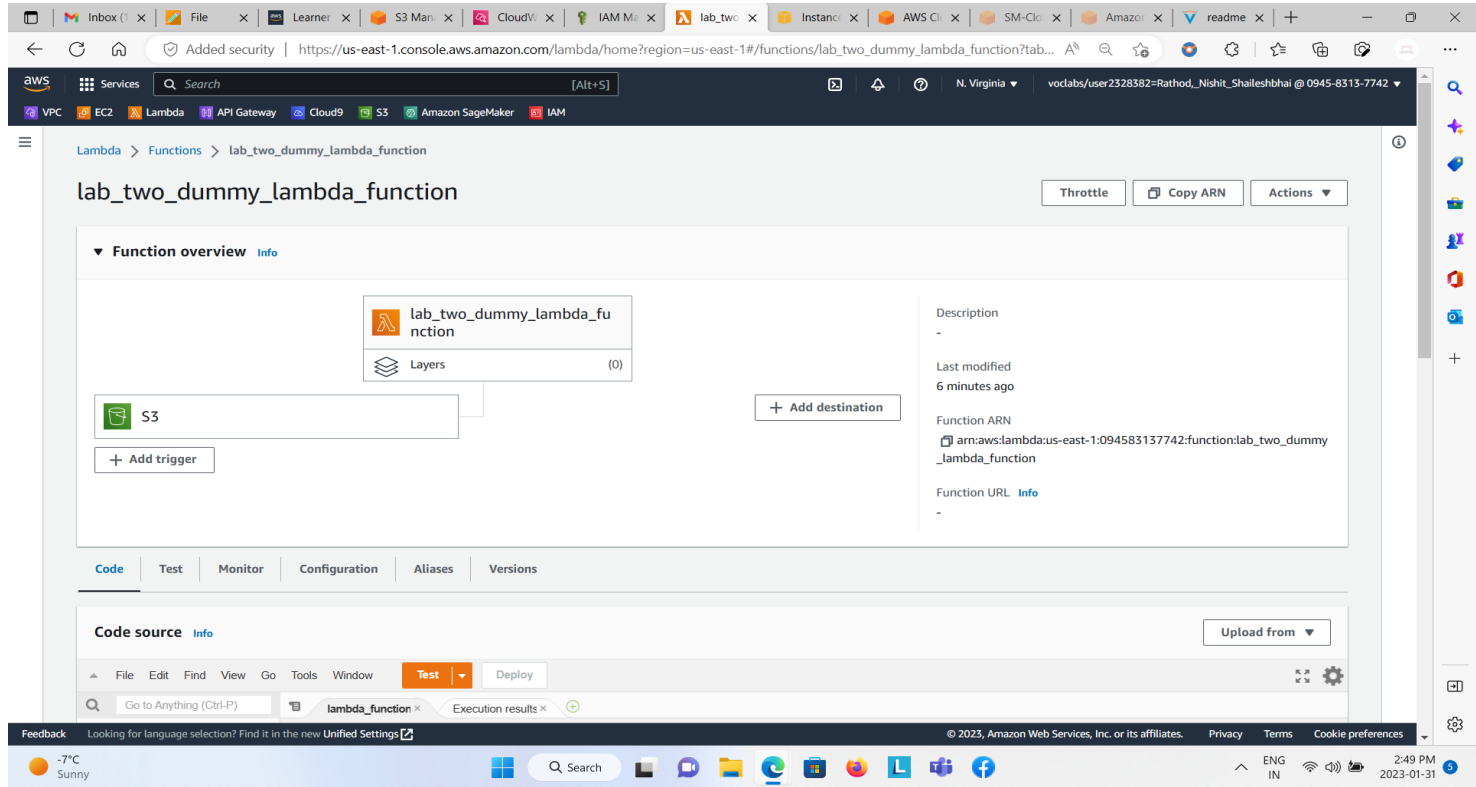 Inbox (1
File
Learner
S3 Man
CloudW
IAM Ma
lab_two
Instance
AWS Cl
SM-Clo
Amazon
readme
Added security | https://us-east-1.console.aws.amazon.com/lambda/home?region=us-east-1#/functions/lab_two_dummy_lambda_function?tab...
aws
Services
Search
[Alt+S]
N. Virginia
voclabs/user2328382=Rathod,_Nishit_Shaileshbhai @ 0945-8313-7742
VPC
EC2
Lambda
API Gateway
Cloud9
S3
Amazon SageMaker
IAM
Lambda > Functions > lab_two_dummy_lambda_function
lab_two_dummy_lambda_function
Throttle
Copy ARN
Actions
Function overview Info
lab_two_dummy_lambda_fu
nction
Layers
(0)
S3
+ Add trigger
+ Add destination
Description
-
Last modified
6 minutes ago
Function ARN
arn:aws:lambda:us-east-1:094583137742:function:lab_two_dummy
_lambda_function
Function URL Info
-
Code
Test
Monitor
Configuration
Aliases
Versions
Code source Info
Upload from
File
Edit
Find
View
Go
Tools
Window
Test
Deploy
Go to Anything (Ctrl-P)
lambda_function
Execution results
Feedback
Looking for language selection? Find it in the new Unified Settings
© 2023, Amazon Web Services, Inc. or its affiliates.
Privacy
Terms
Cookie preferences
-7°C
Sunny
Search
ENG
IN
2:49 PM
2023-01-31
5